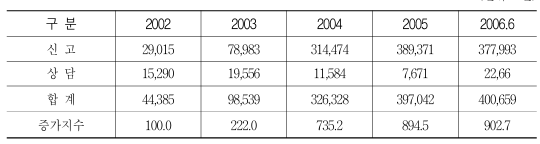 구 분 2002 2003 2004 2005 2006.6
신 고 29,015 78,983 314,474 389,371 377,993
상 담 15,290 19,556 11,584 7,671 22,66
합 계 44,385 98,539 326,328 397,042 400,659
증가지수 100.0 222.0 735.2 894.5 902.7